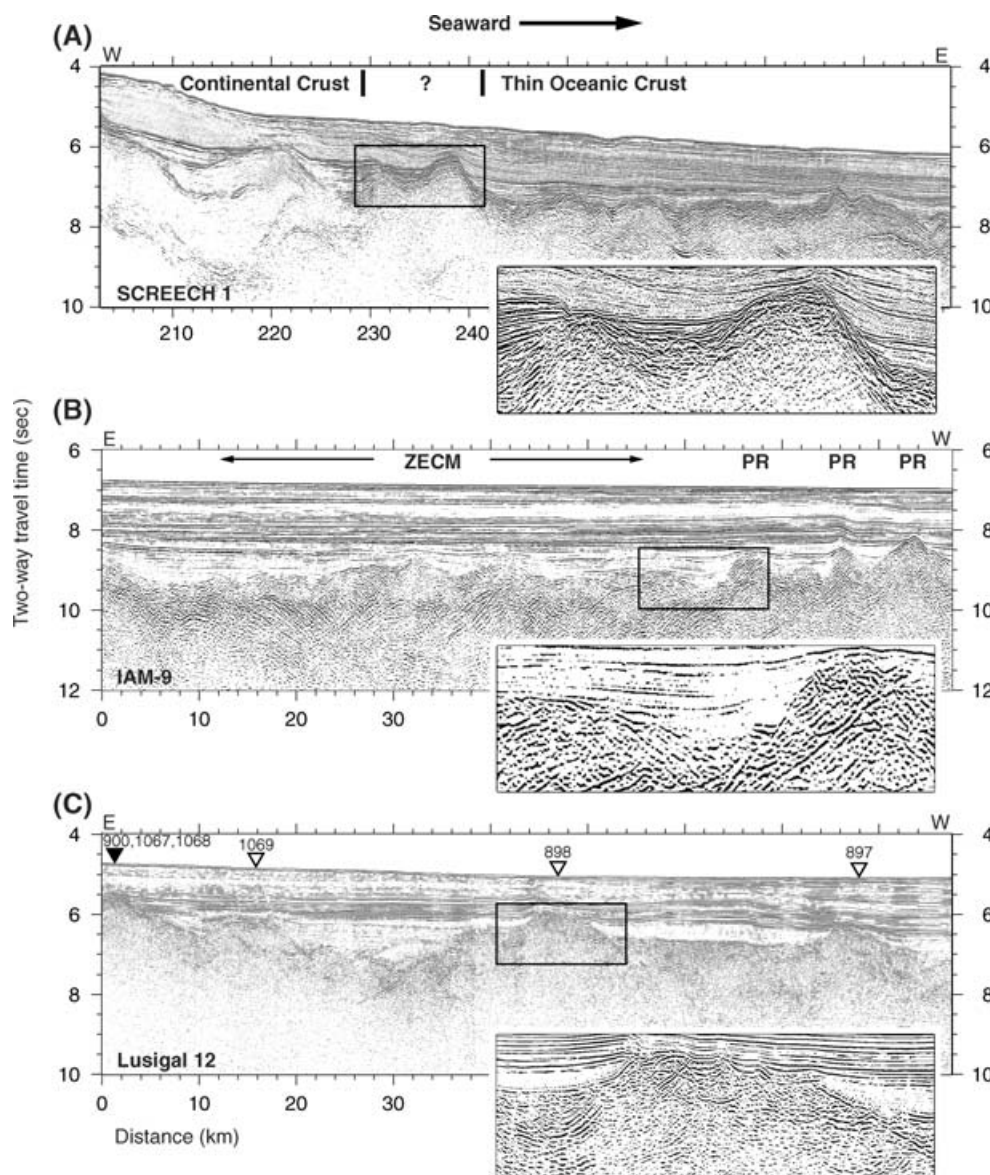 Seaward
(A)
W E
4 4
Continental Crust ? Thin Oceanic Crust
6 6
8 8
10 10
SCREECH 1
210 220 230 240
(B)
Two-way travel time (sec)
E W
6 6
ZECM PR PR PR
8 8
10 10
IAM-9
12 12
0 10 20 30
(C)
E W
4 4
900,1067,1068 1069 898 897
6 6
8 8
Lusigal 12
10 10
0 10 20 30
Distance (km)